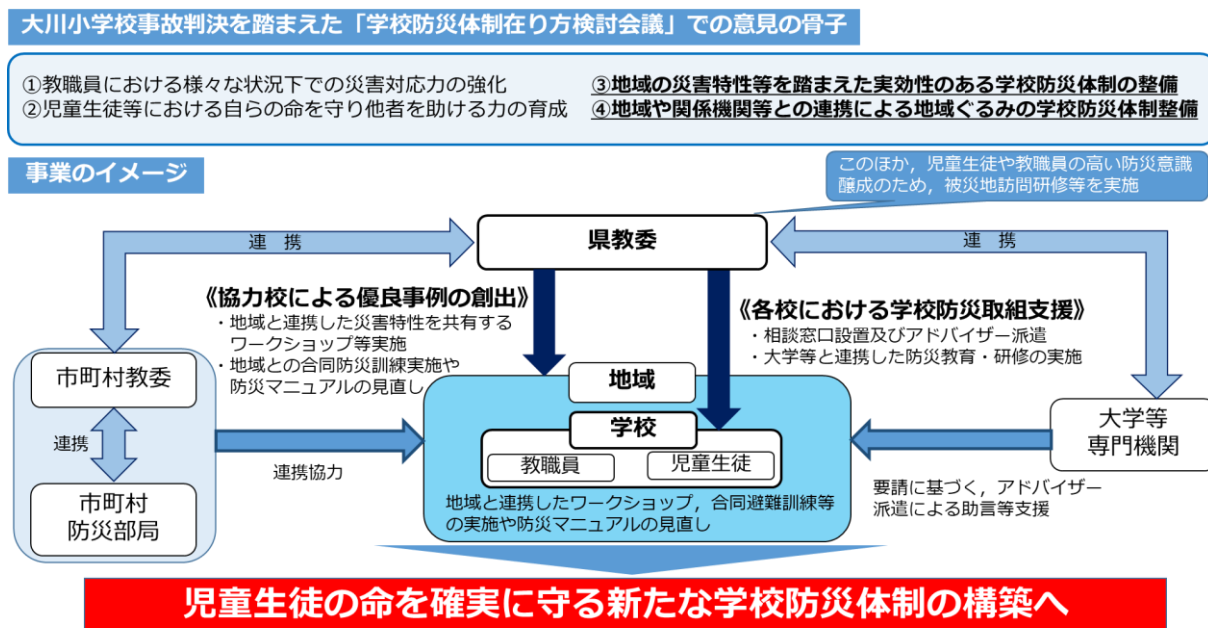 大川小学校事故判決を踏まえた「学校防災体制在り方検討会議」での意見の骨子
①教職員における様々な状況下での災害対応力の強化
②児童生徒等における自らの命を守り他者を助ける力の育成
③地域の災害特性等を踏まえた実効性のある学校防災体制の整備
④地域や関係機関等との連携による地域ぐるみの学校防災体制整備
事業のイメージ
このほか，児童生徒や教職員の高い防災意識
醸成のため，被災地訪問研修等を実施
連 携
県教委
連 携
《協力校による優良事例の創出》
・地域と連携した災害特性を共有する
ワークショップ等実施
・地域との合同防災訓練実施や
防災マニュアルの見直し
《各校における学校防災取組支援》
・相談窓口設置及びアドバイザー派遣
・大学等と連携した防災教育・研修の実施
市町村教委
連携
市町村
防災部局
連携協力
地域
学校
教職員
児童生徒
地域と連携したワークショップ，合同避難訓練等
の実施や防災マニュアルの見直し
大学等
専門機関
要請に基づく，アドバイザー
派遣による助言等支援
児童生徒の命を確実に守る新たな学校防災体制の構築へ